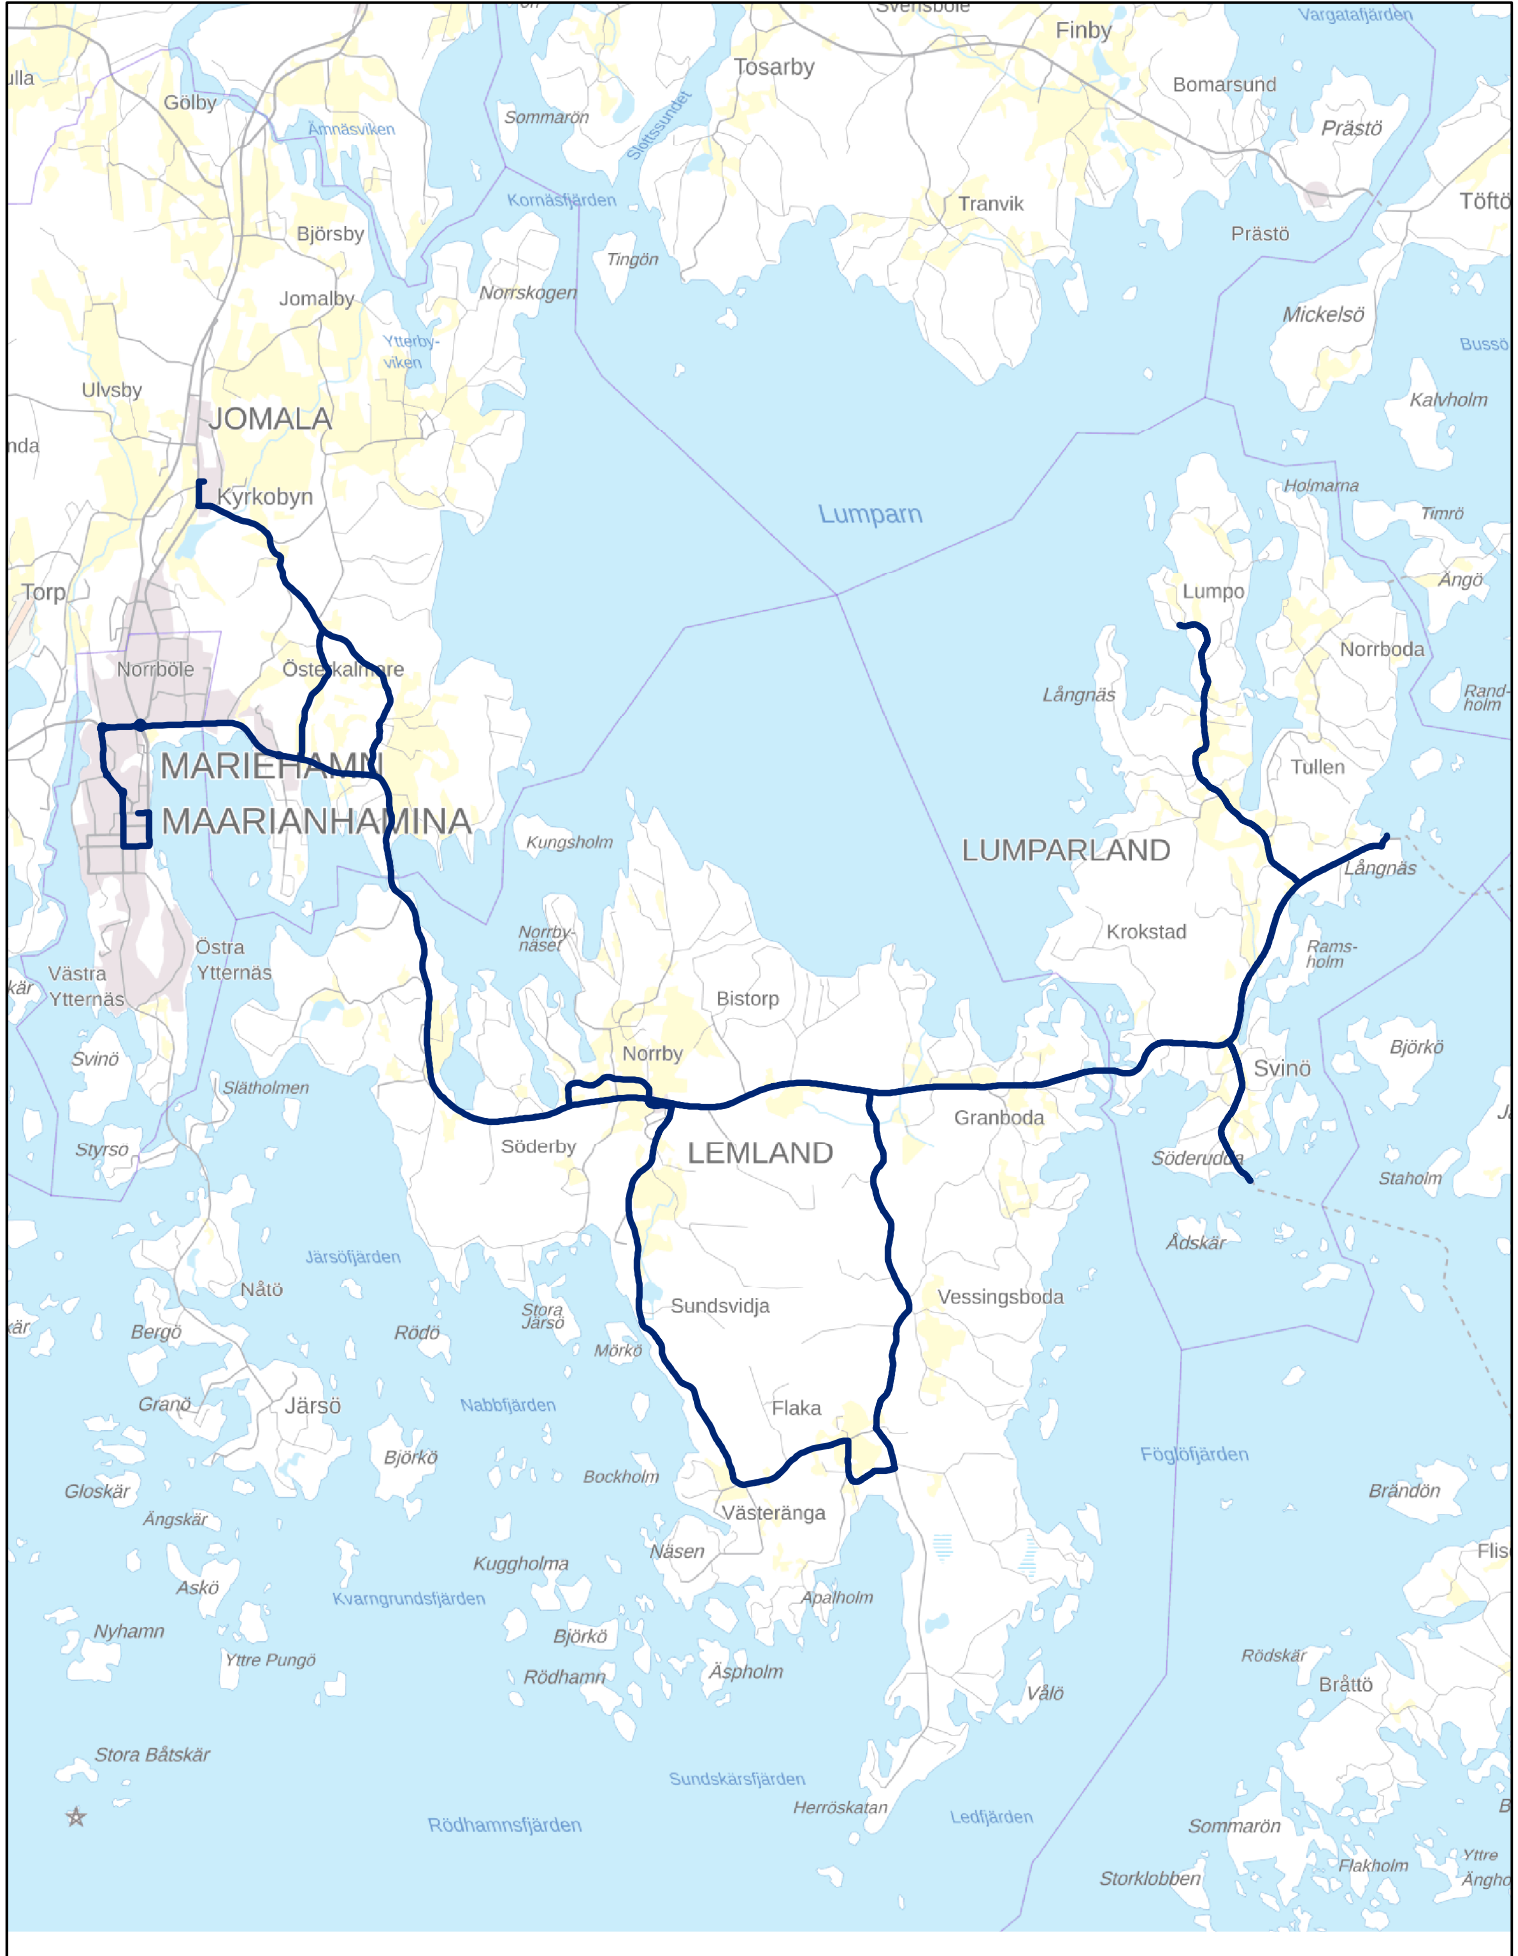 Vargatafjärden
Finby
Tosarby
ulla
Bomarsund
Gölby
Sommarön
Slottssundet
Ämnäsviken
Prästö
Kornäsfjärden
Tranvik
Töftö
Björsby
Prästö
Tingön
Norrskogen
Jomalby
Mickelsö
Ytterby-
viken
Bussö
Ulvsby
Kalvholm
JOMALA
nda
Holmarna
Kyrkobyn
Lumparn
Timrö
Ängö
Torp
Lumpo
Norrboda
Norrböle
Österkalmare
Långnäs
Rand-
holm
MARIEHAMN
Tullen
MAARIANHAMINA
Kungsholm
LUMPARLAND
Långnäs
Norrby-
näset
Krokstad
Östra
Ytternäs
Rams-
holm
Västra
Ytternäs
kär
Bistorp
Svinö
Norrby
Björkö
Slätholmen
Svinö
Granboda
Styrsö
Söderby
LEMLAND
Söderudda
Staholm
Ådskär
Järsöfjärden
Nåtö
Vessingsboda
Stora
Järsö
Sundsvidja
Bergö
Rödö
Mörkö
Granö
Järsö
Nabbfjärden
Flaka
Björkö
Föglöfjärden
Bockholm
Gloskär
Brändön
Ängskär
Västeränga
Näsen
Flis
Kuggholma
Askö
Kvarngrundsfjärden
Apalholm
Nyhamn
Björkö
Yttre Pungö
Rödhamn
Äspholm
Rödskär
Bråttö
Vålö
Stora Båtskär
Sundskärsfjärden
Herröskatan
Ledfjärden
Rödhamnsfjärden
Sommarön
Yttre
Ängho
Flakholm
Storklobben